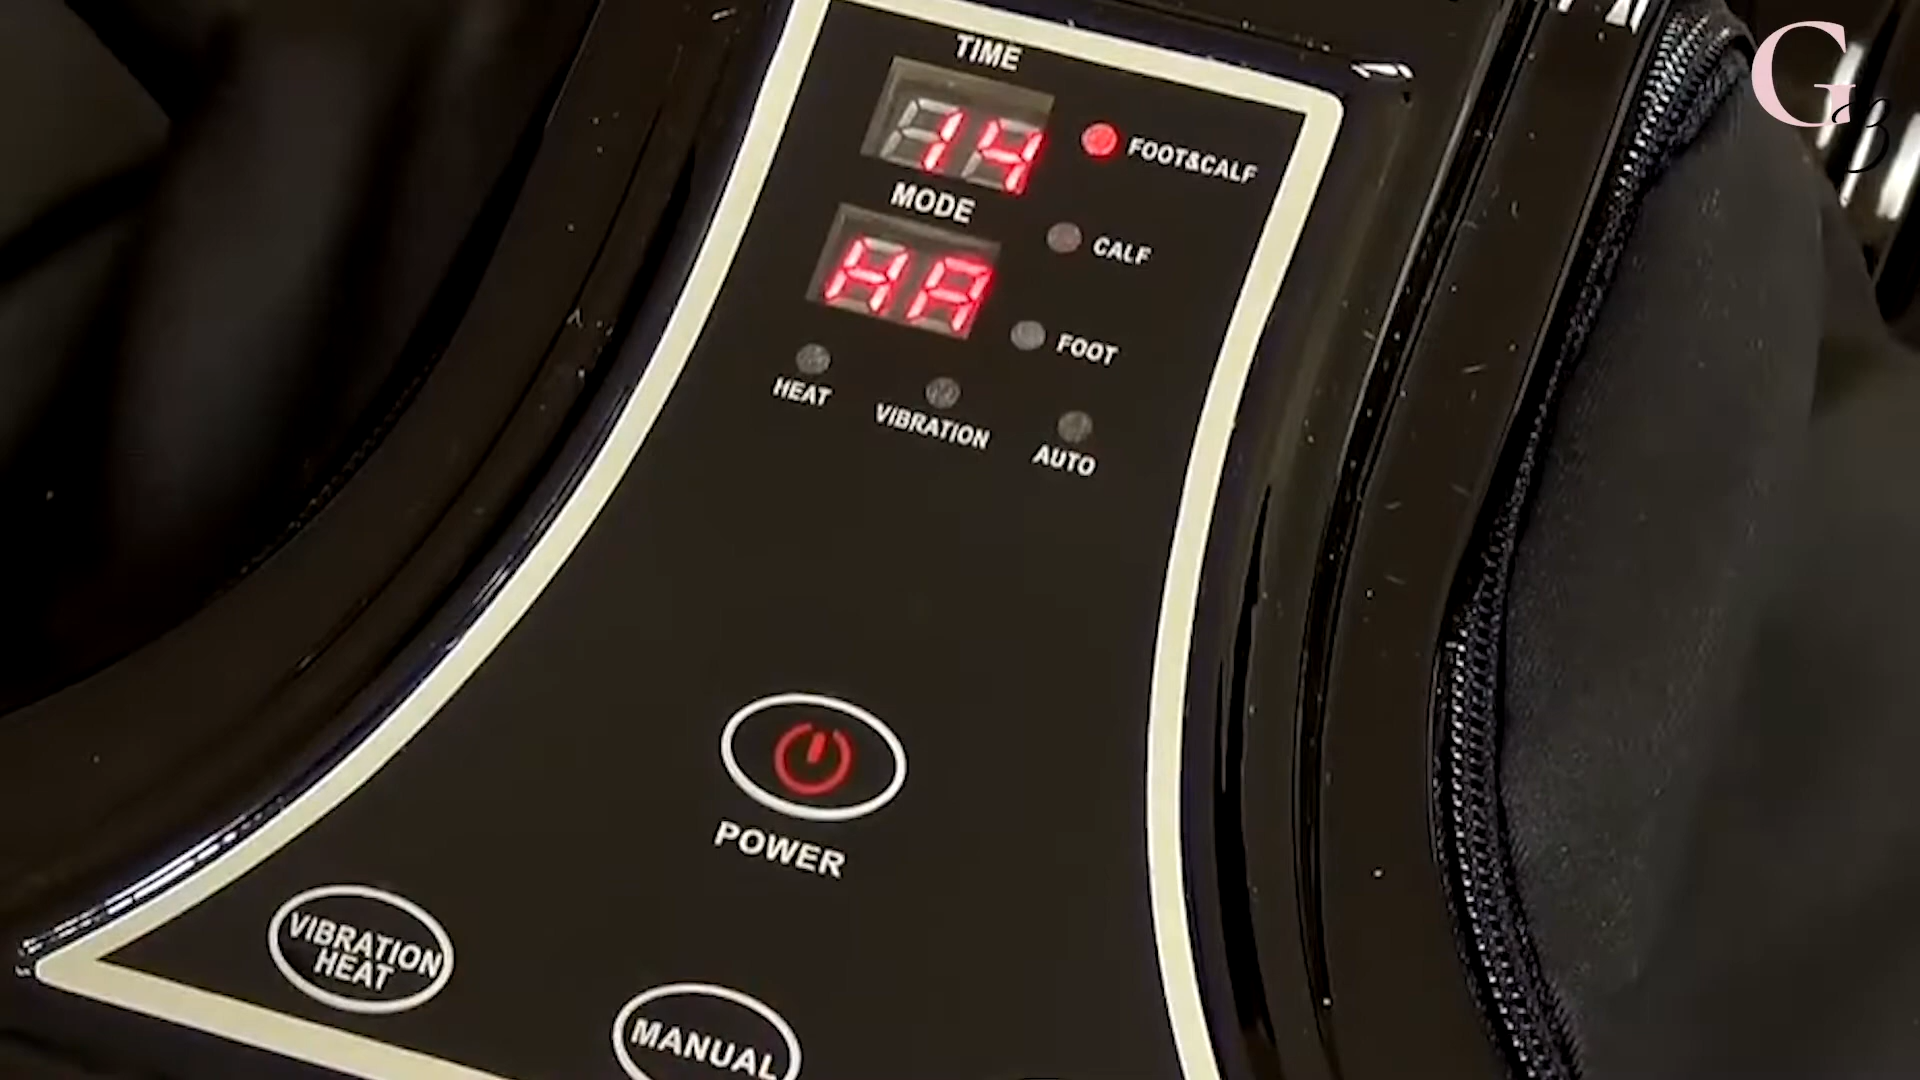 TIME
14
FOOT&CALF
MODE
HA
CALF
FOOT
HEAT
VIBRATION
AUTO
POWER
VIBRATION
HEAT
MANUAL
G&B